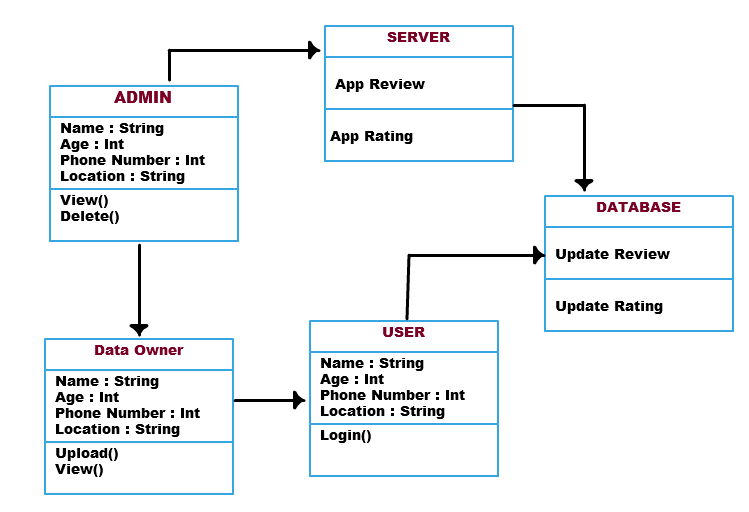 SERVER
App Review
App Rating
ADMIN
Name : String
Age : Int
Phone Number : Int
Location : String
View()
Delete()
DATABASE
Update Review
Update Rating
USER
Name : String
Age : Int
Phone Number : Int
Location : String
Login()
Data Owner
Name : String
Age : Int
Phone Number : Int
Location : String
Upload()
View()